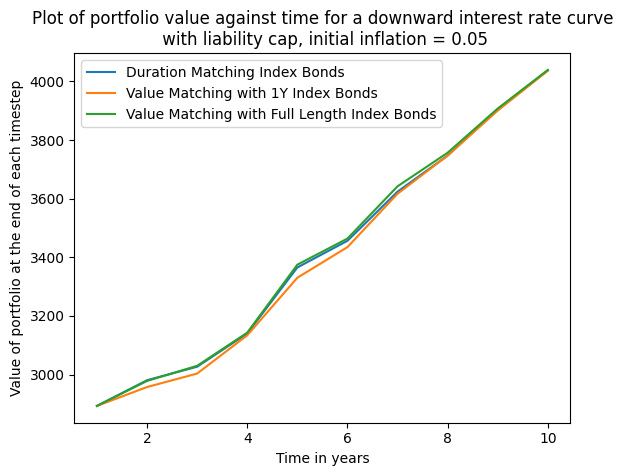 Plot of portfolio value against time for a downward interest rate curve
with liability cap, initial inflation = 0.05
Duration Matching Index Bonds
Value Matching with 1Y Index Bonds
Value Matching with Full Length Index Bonds
Value of portfolio at the end of each timestep
4000
3800
3600
3400
3200
3000
2
4
6
8
10
Time in years